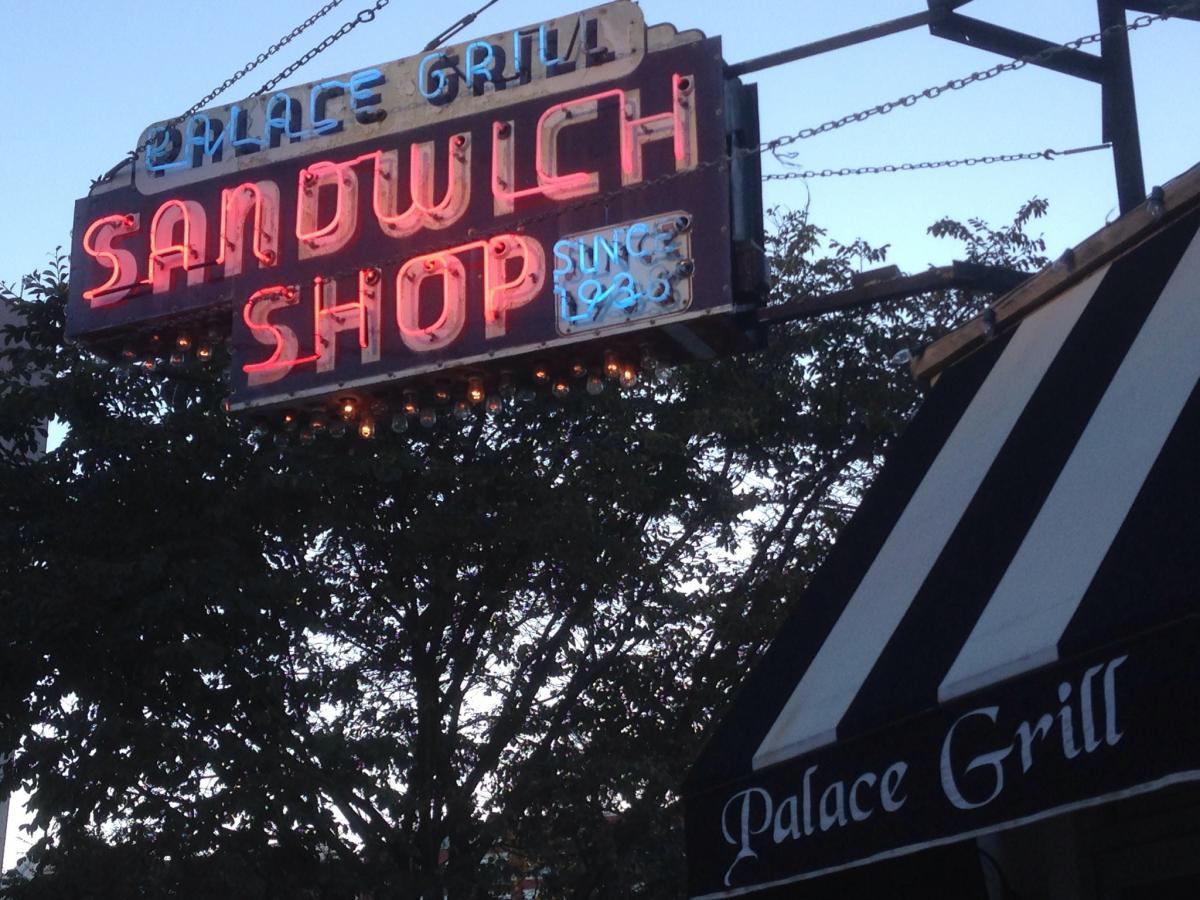 PALACE GRILL
SANDWICH
SHOP
SINCE
1938
Palace Grill